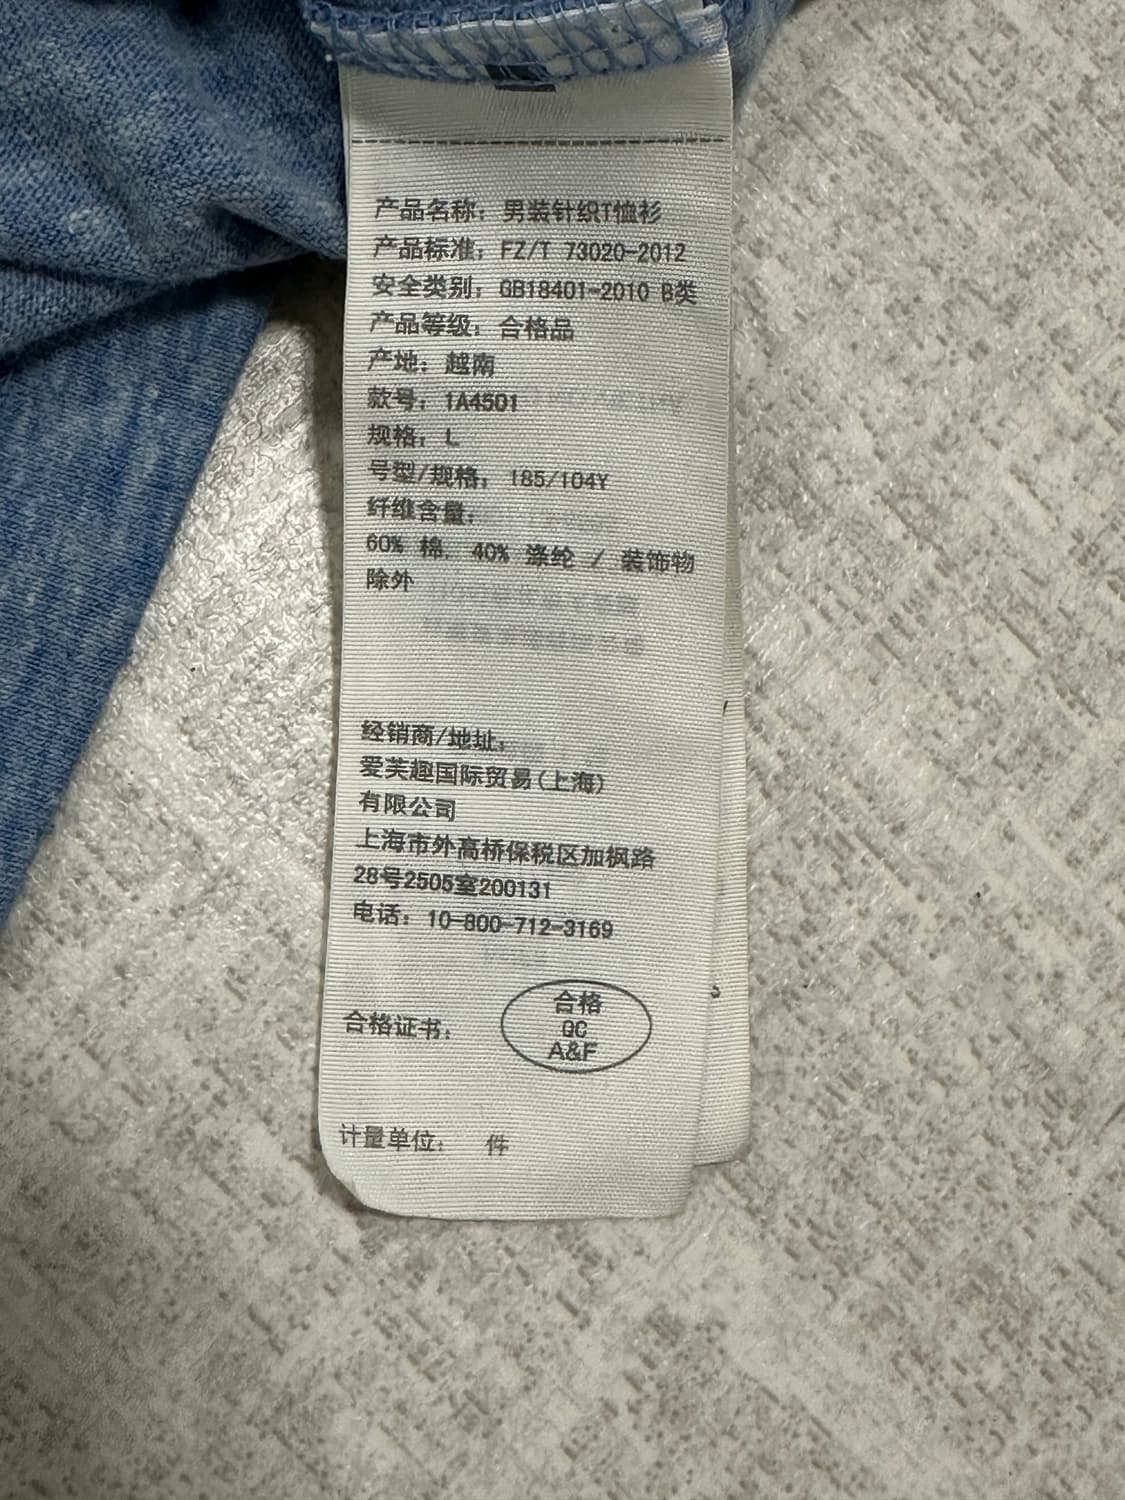 产品名称: 男装针织T恤衫
产品标准: FZ/T 73020-2012
安全类别: GB18401-2010 B类
产品等级: 合格品
产地: 越南
款号: 1A4501
规格: L
号型/规格: 185/104Y
纤维含量:
60% 棉, 40% 涤纶 / 装饰物
除外
经销商/地址:
爱芙趣国际贸易(上海)
有限公司
上海市外高桥保税区加枫路
28号2505室200131
电话: 10-800-712-3169
合格
QC
A&F
合格证书:
计量单位: 件